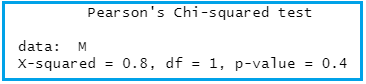 Pearson's Chi-squared test
data:  M
X-squared = 0.8, df = 1, p-value = 0.4